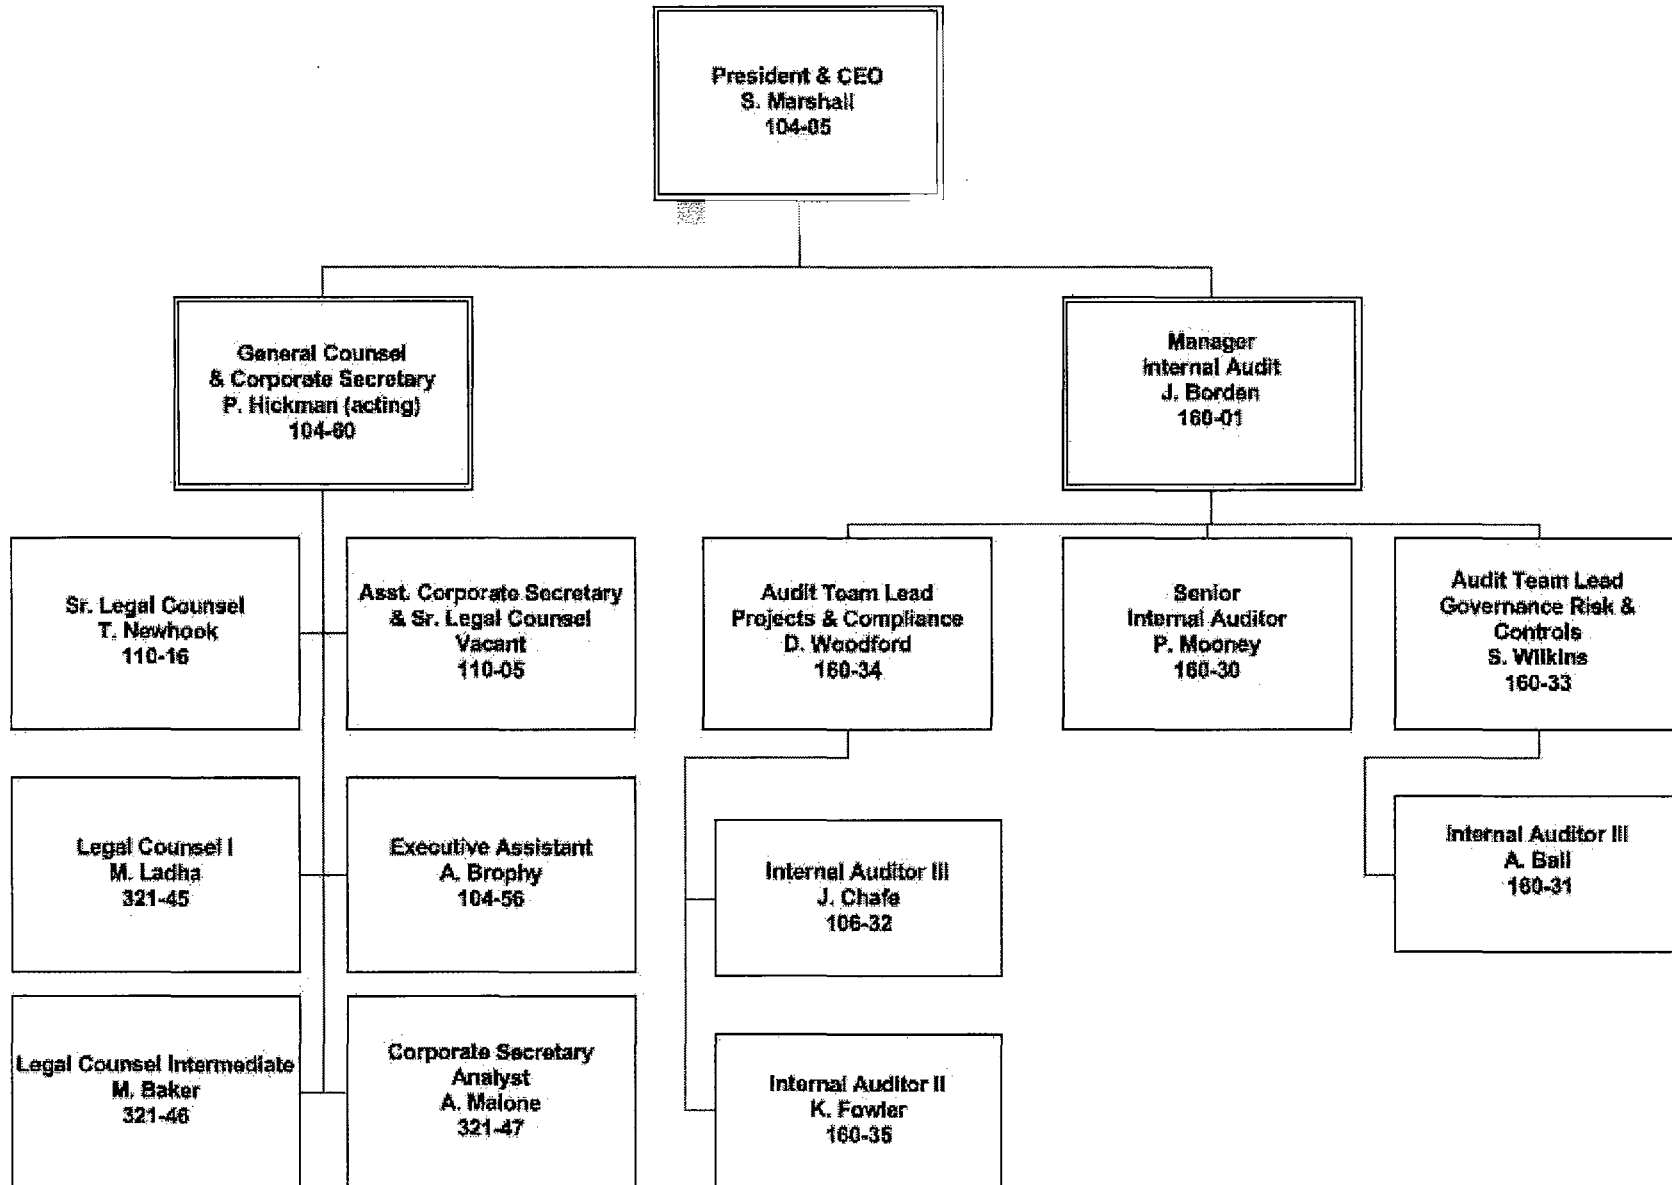 President & CEO
S. Marshall
104-05
General Counsel
& Corporate Secretary
P. Hickman (acting)
104-60
Manager
Internal Audit
J. Borden
160-01
Sr. Legal Counsel
T. Newhook
110-16
Asst. Corporate Secretary
& Sr. Legal Counsel
Vacant
110-05
Audit Team Lead
Projects & Compliance
D. Woodford
160-34
Senior
Internal Auditor
P. Mooney
160-30
Audit Team Lead
Governance Risk &
Controls
S. Wilkins
160-33
Legal Counsel I
M. Ladha
321-45
Executive Assistant
A. Brophy
104-56
Internal Auditor III
J. Chafe
106-32
Internal Auditor III
A. Ball
160-31
Legal Counsel Intermediate
M. Baker
321-46
Corporate Secretary
Analyst
A. Malone
321-47
Internal Auditor II
K. Fowler
160-35